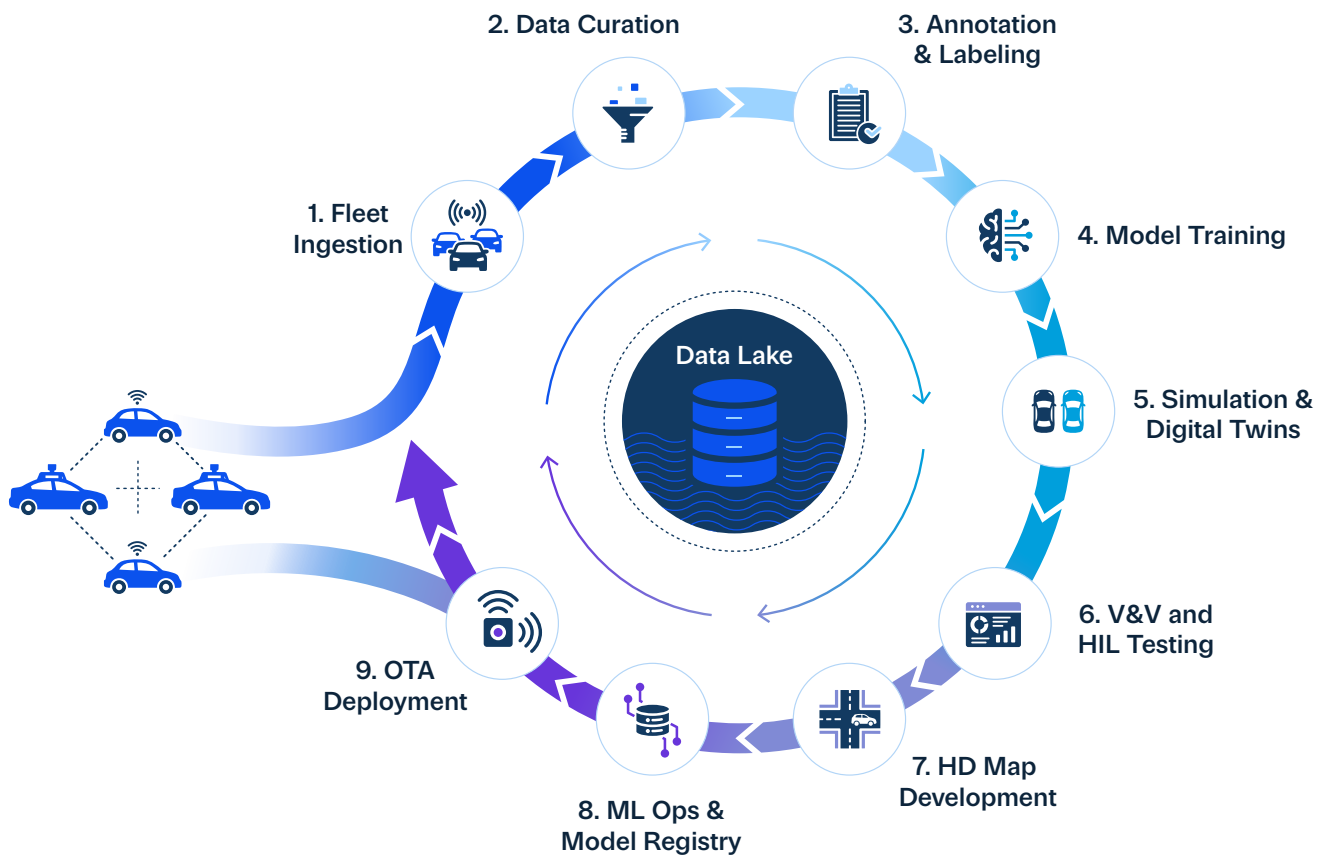 2. Data Curation
3. Annotation
& Labeling
1. Fleet
Ingestion
4. Model Training
Data Lake
5. Simulation &
Digital Twins
6. V&V and
HIL Testing
9. OTA
Deployment
7. HD Map
Development
8. ML Ops &
Model Registry